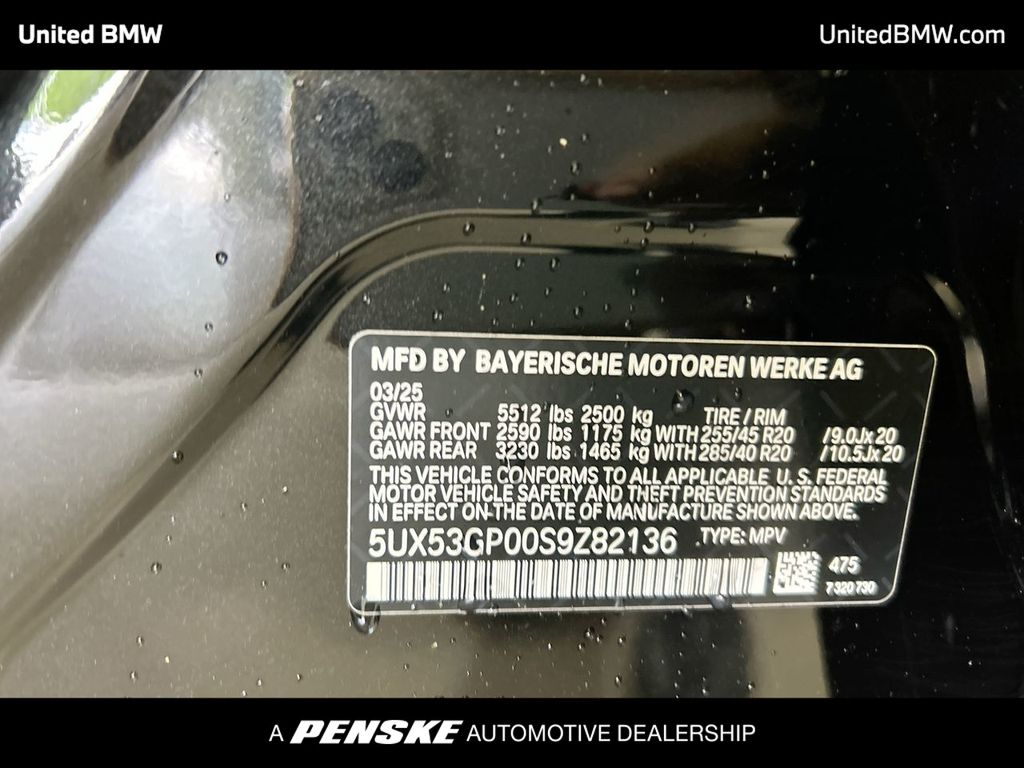 United BMW
UnitedBMW.com
MFD BY BAYERISCHE MOTOREN WERKE AG
03/25
GVWR 5512 lbs 2500 kg TIRE / RIM
GAWR FRONT 2590 lbs 1175 kg WITH 255/45 R20 /9.0Jx20
GAWR REAR 3230 lbs 1465 kg WITH 285/40 R20 /10.5Jx20
THIS VEHICLE CONFORMS TO ALL APPLICABLE U.S. FEDERAL
MOTOR VEHICLE SAFETY AND THEFT PREVENTION STANDARDS
IN EFFECT ON THE DATE OF MANUFACTURE SHOWN ABOVE.
5UX53GP00S9Z82136 TYPE: MPV
475
7320730
A PENSKE AUTOMOTIVE DEALERSHIP